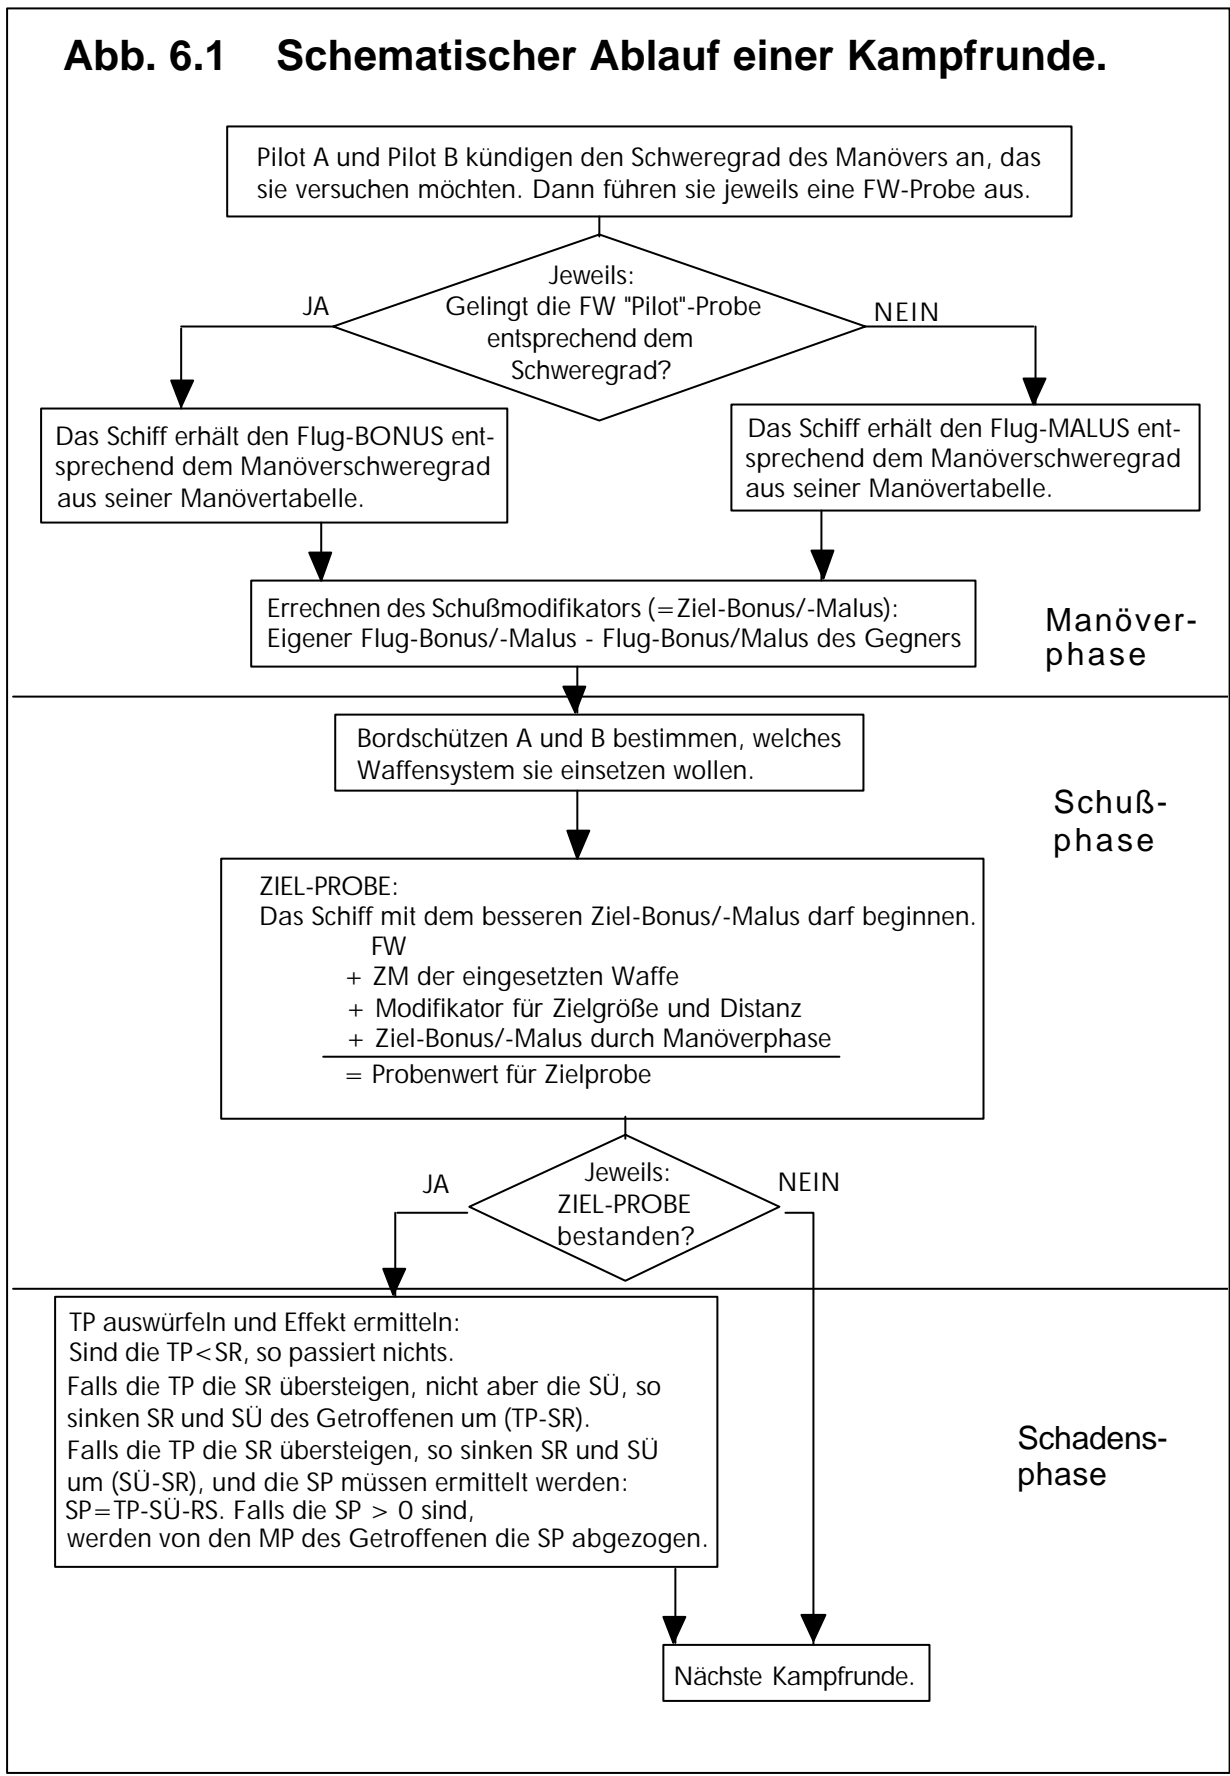 Abb. 6.1 Schematischer Ablauf einer Kampfrunde.
Pilot A und Pilot B kündigen den Schweregrad des Manövers an, das
sie versuchen möchten. Dann führen sie jeweils eine FW-Probe aus.
Jeweils:
Gelingt die FW "Pilot"-Probe
entsprechend dem
Schweregrad?
JA
NEIN
Das Schiff erhält den Flug-BONUS ent-
sprechend dem Manöverschweregrad
aus seiner Manövertabelle.
Das Schiff erhält den Flug-MALUS ent-
sprechend dem Manöverschweregrad
aus seiner Manövertabelle.
Errechnen des Schußmodifikators (=Ziel-Bonus/-Malus):
Eigener Flug-Bonus/-Malus - Flug-Bonus/Malus des Gegners
Manöver-
phase
Bordschützen A und B bestimmen, welches
Waffensystem sie einsetzen wollen.
Schuß-
phase
ZIEL-PROBE:
Das Schiff mit dem besseren Ziel-Bonus/-Malus darf beginnen.
FW
+ ZM der eingesetzten Waffe
+ Modifikator für Zielgröße und Distanz
+ Ziel-Bonus/-Malus durch Manöverphase
= Probenwert für Zielprobe
Jeweils:
ZIEL-PROBE
bestanden?
JA
NEIN
TP auswürfeln und Effekt ermitteln:
Sind die TP<SR, so passiert nichts.
Falls die TP die SR übersteigen, nicht aber die SÜ, so
sinken SR und SÜ des Getroffenen um (TP-SR).
Falls die TP die SR übersteigen, so sinken SR und SÜ
um (SÜ-SR), und die SP müssen ermittelt werden:
SP=TP-SÜ-RS. Falls die SP > 0 sind,
werden von den MP des Getroffenen die SP abgezogen.
Schadens-
phase
Nächste Kampfrunde.